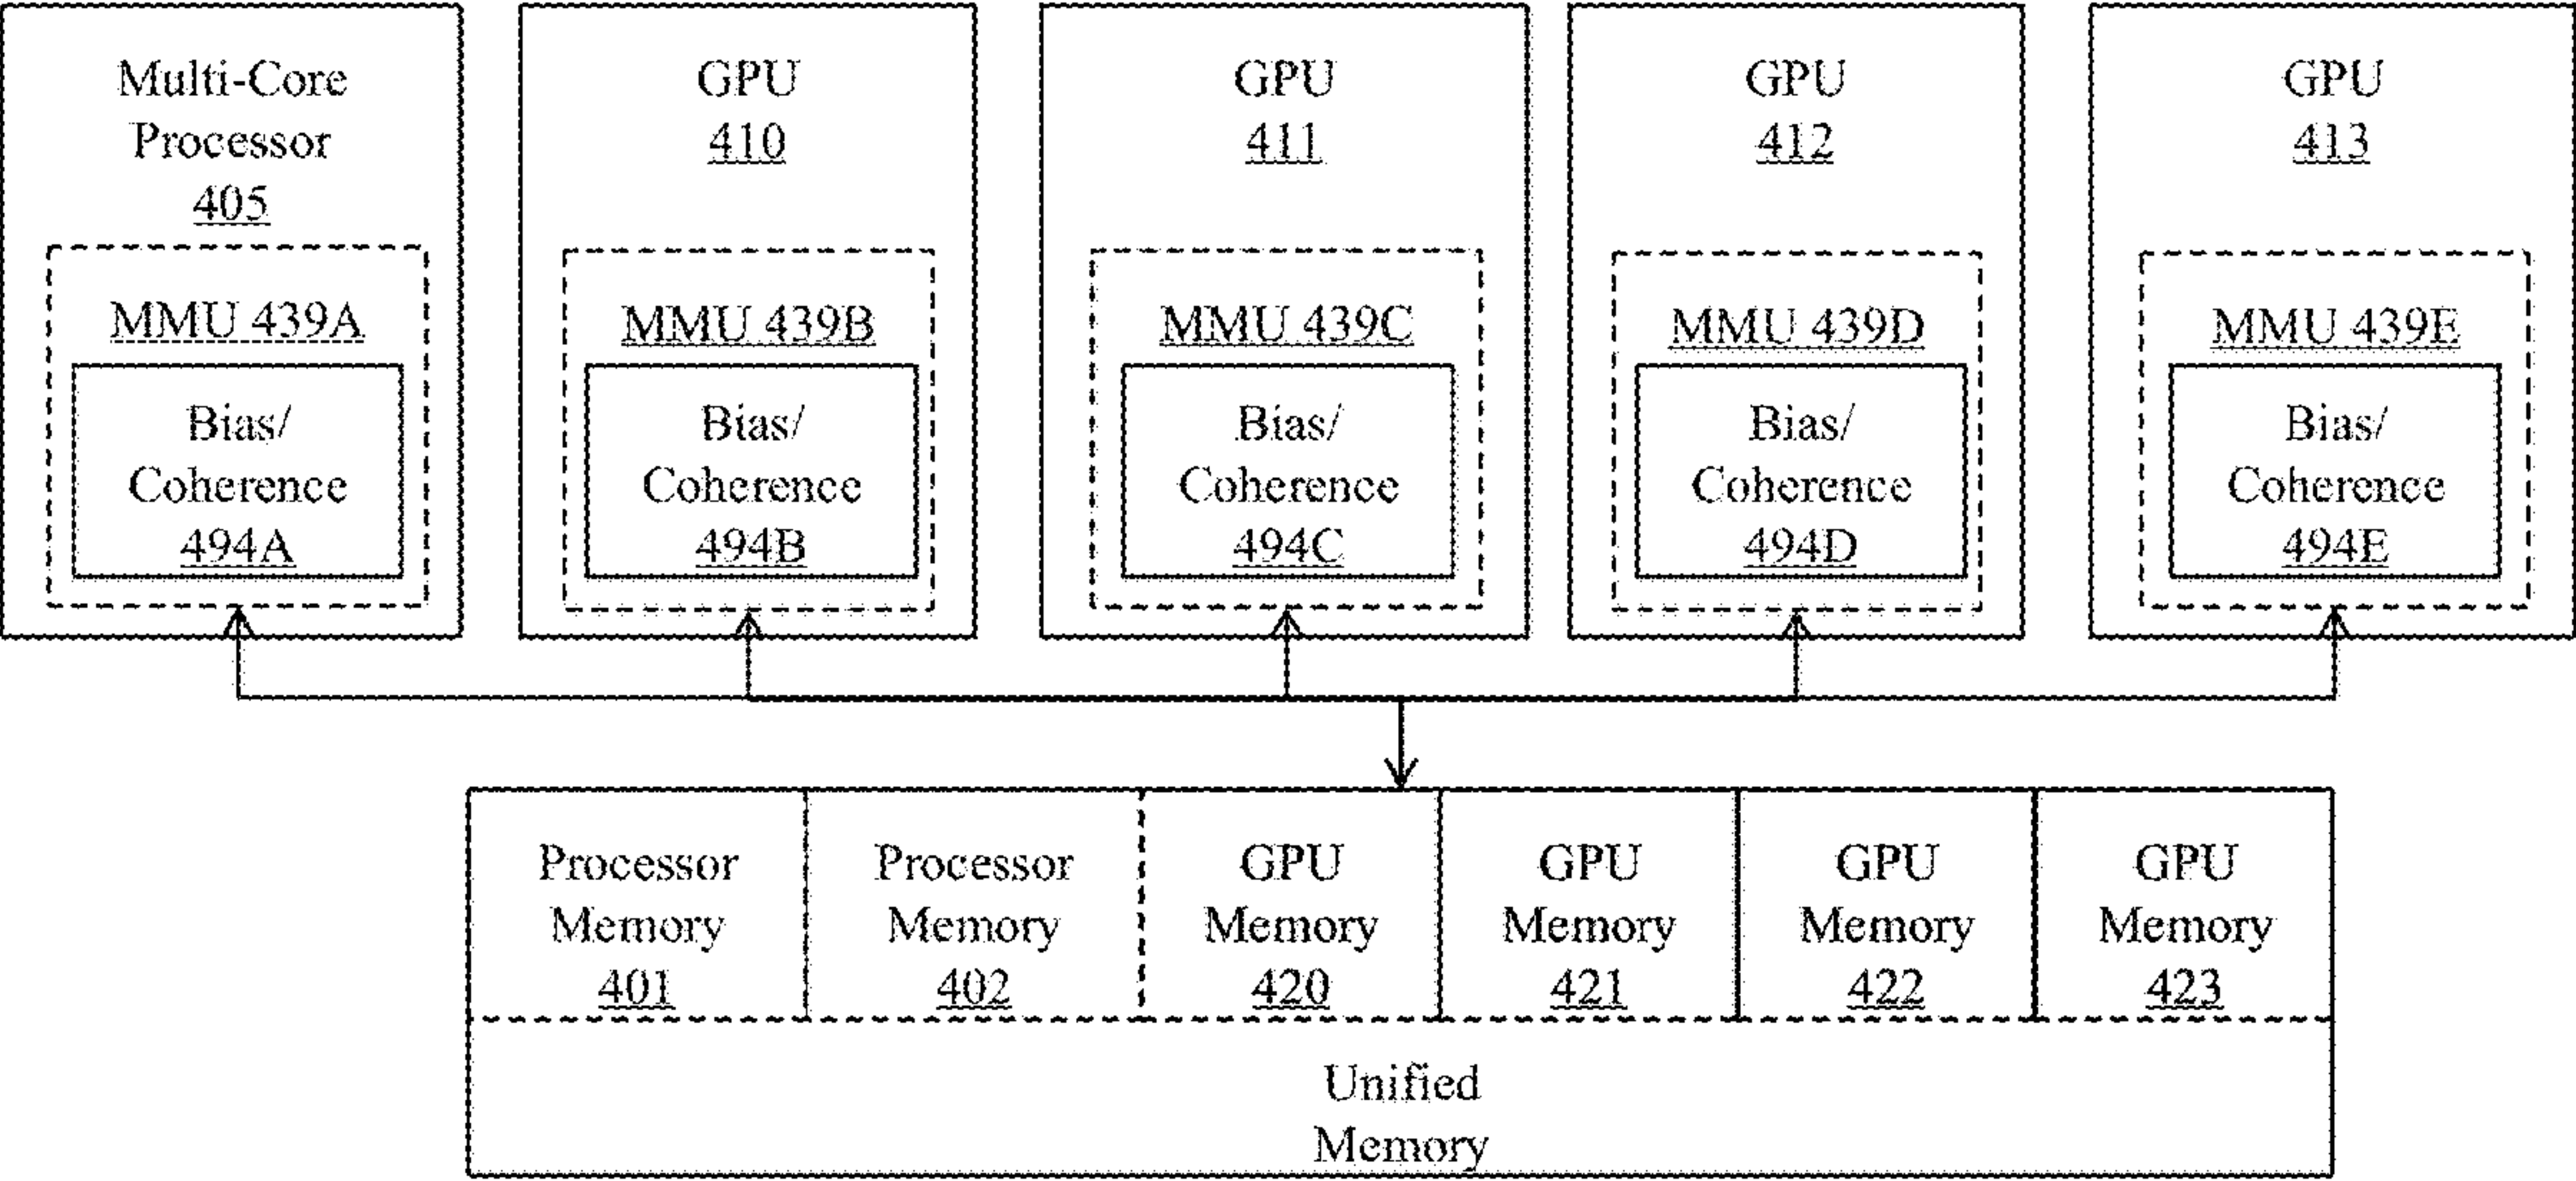 Multi-Core
Processor
405
MMU 439A
Bias/
Coherence
494A
GPU
410
MMU 439B
Bias/
Coherence
494B
GPU
411
MMU 439C
Bias/
Coherence
494C
GPU
412
MMU 439D
Bias/
Coherence
494D
GPU
413
MMU 439E
Bias/
Coherence
494E
Processor
Memory
401
Processor
Memory
402
GPU
Memory
420
GPU
Memory
421
GPU
Memory
422
GPU
Memory
423
Unified
Memory